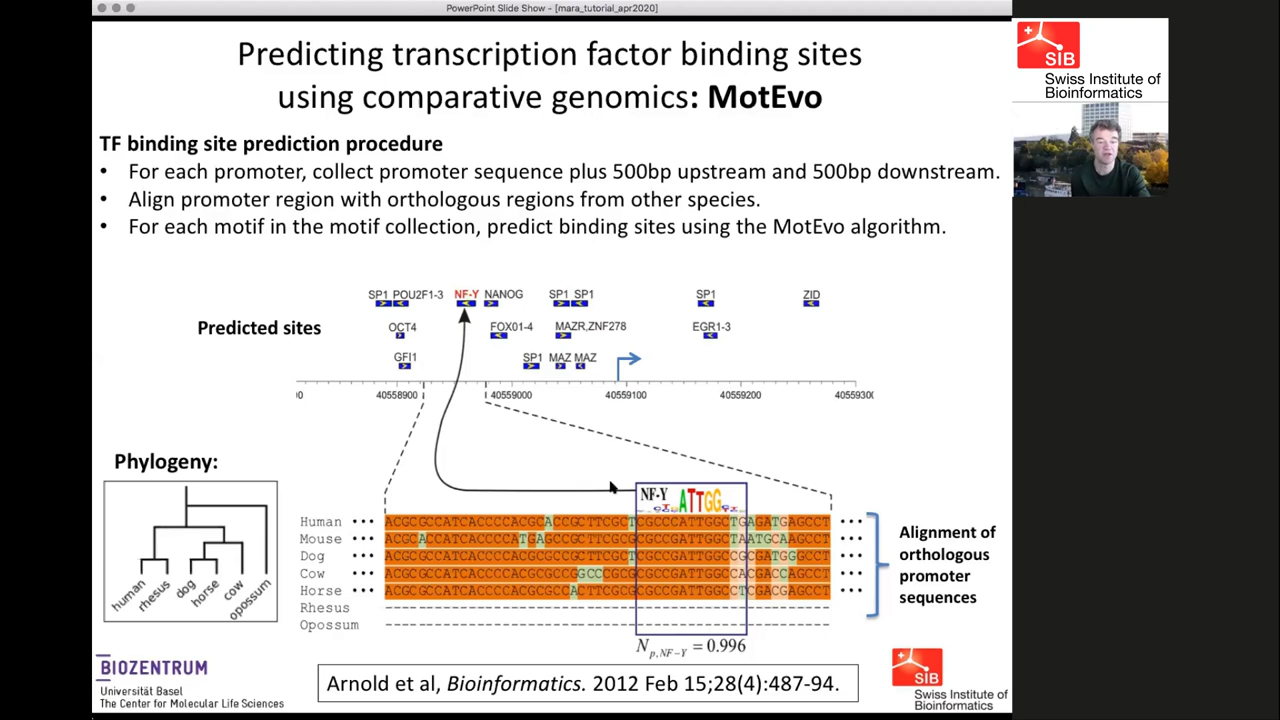 PowerPoint Slide Show - [mara_tutorial_apr2020]
Predicting transcription factor binding sites
using comparative genomics: MotEvo
SIB
Swiss Institute of
Bioinformatics
TF binding site prediction procedure
• For each promoter, collect promoter sequence plus 500bp upstream and 500bp downstream.
• Align promoter region with orthologous regions from other species.
• For each motif in the motif collection, predict binding sites using the MotEvo algorithm.
SP1 POU2F1-3 NF-Y NANOG SP1 SP1 SP1 ZID
Predicted sites
OCT4 FOX01-4 MAZR,ZNF278 EGR1-3
GFI1 SP1 MAZ MAZ
00 40558900 40559000 40559100 40559200 40559300
Phylogeny:
human rhesus dog horse cow opossum
NF-Y ATTGG
Human ••• ACGCGCCATCACCCCACGCACCGCTTCGCTCGCCCATTGGCTGAGATGAGCCT •••
Mouse ••• ACGCACCATCACCCCATGAGCCGCTTCGCGCGCCGATTGGCTAATGCAAGCCT •••
Dog ••• ACGCGCCATCACCCCACGCGCCGCTTCGCTCGCCGATTGGCCGCGATGGGCCT •••
Cow ••• ACGCGCCATCACCCCACGCGCCGGCCCGCGCGCCGATTGGCCACGACCAGCCT •••
Horse ••• ACGCGCCATCACCCCACGCGCCACTTCGCGCGCCGATTGGCCTCGACGAGCCT •••
Rhesus
Opossum
Alignment of
orthologous
promoter
sequences
N p,NF-Y = 0.996
BIOZENTRUM
Universität Basel
The Center for Molecular Life Sciences
Arnold et al, Bioinformatics. 2012 Feb 15;28(4):487-94.
SIB
Swiss Institute of
Bioinformatics